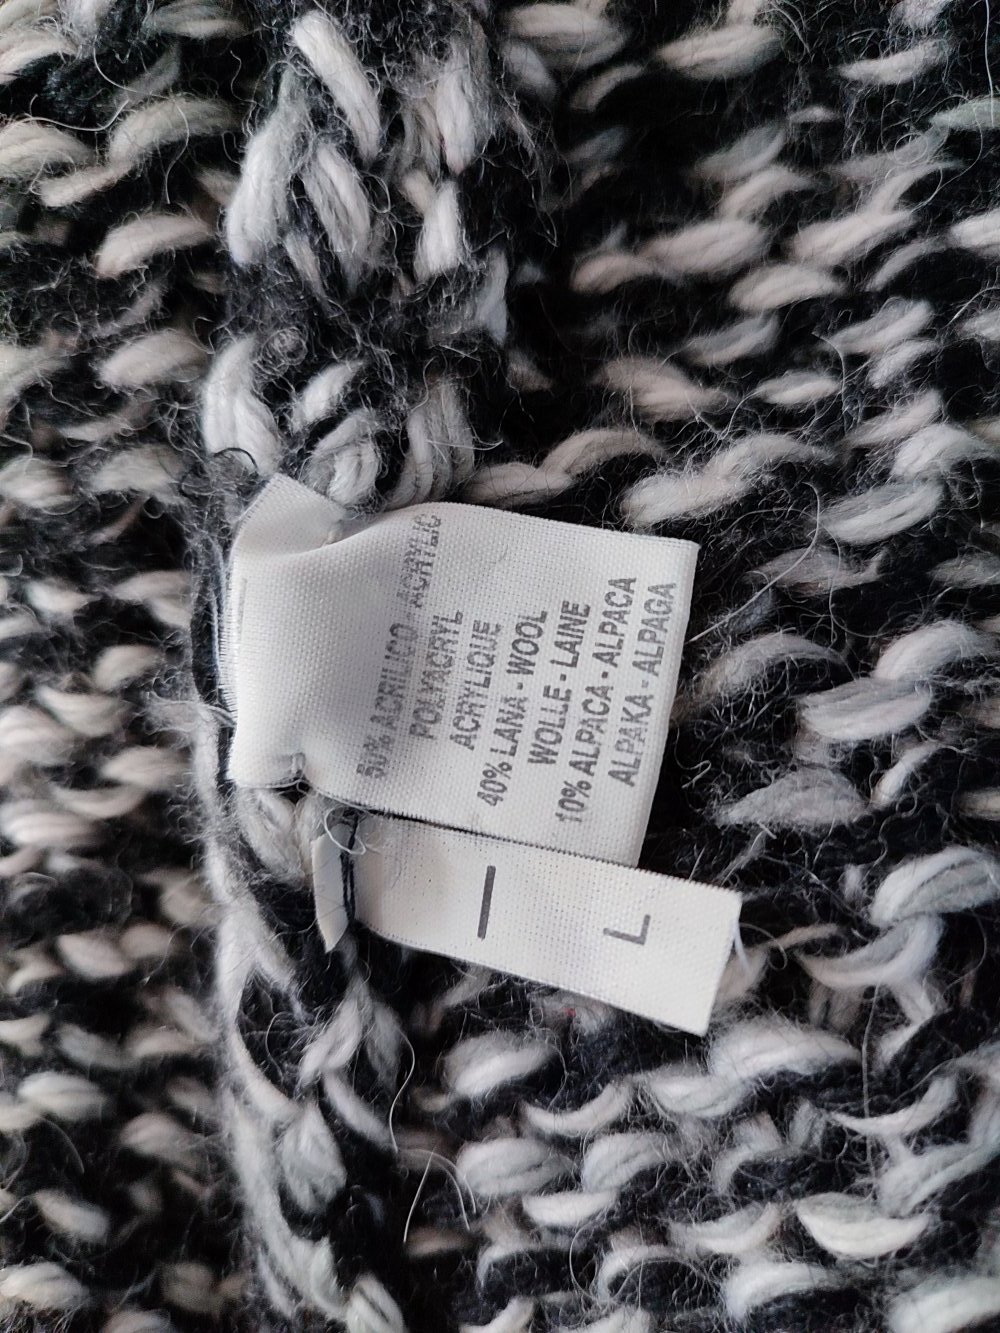 50% ACRILICO - ACRYLIC
POLYACRYL
ACRYLIQUE
40% LANA - WOOL
WOLLE - LAINE
10% ALPACA - ALPACA
ALPAKA - ALPAGA
L